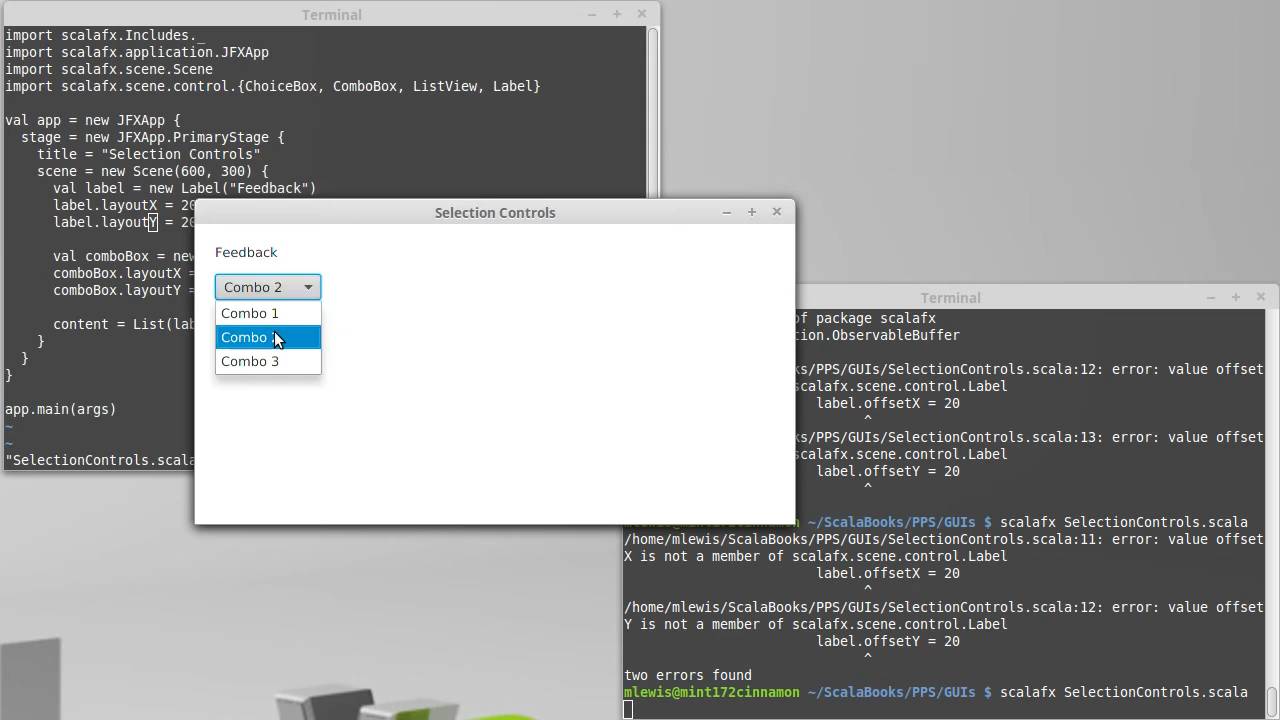 Terminal
import scalafx.Includes._
import scalafx.application.JFXApp
import scalafx.scene.Scene
import scalafx.scene.control.{ChoiceBox, ComboBox, ListView, Label}
val app = new JFXApp {
stage = new JFXApp.PrimaryStage {
title = "Selection Controls"
scene = new Scene(600, 300) {
val label = new Label("Feedback")
label.layoutX = 20
label.layoutY = 20
val comboBox = new
comboBox.layoutX =
comboBox.layoutY =
content = List(la
}
}
}
app.main(args)
~
~
"SelectionControls.scala
Selection Controls
Feedback
Combo 2
Combo 1
Combo
Combo 3
Terminal
of package scalafx
tion.ObservableBuffer
ks/PPS/GUIs/SelectionControls.scala:12: error: value offset
scalafx.scene.control.Label
label.offsetX = 20
^
ks/PPS/GUIs/SelectionControls.scala:13: error: value offset
scalafx.scene.control.Label
label.offsetY = 20
^
~/ScalaBooks/PPS/GUIs $ scalafx SelectionControls.scala
/home/mlewis/ScalaBooks/PPS/GUIs/SelectionControls.scala:11: error: value offset
X is not a member of scalafx.scene.control.Label
label.offsetX = 20
^
/home/mlewis/ScalaBooks/PPS/GUIs/SelectionControls.scala:12: error: value offset
Y is not a member of scalafx.scene.control.Label
label.offsetY = 20
^
two errors found
mlewis@mint172cinnamon ~/ScalaBooks/PPS/GUIs $ scalafx SelectionControls.scala